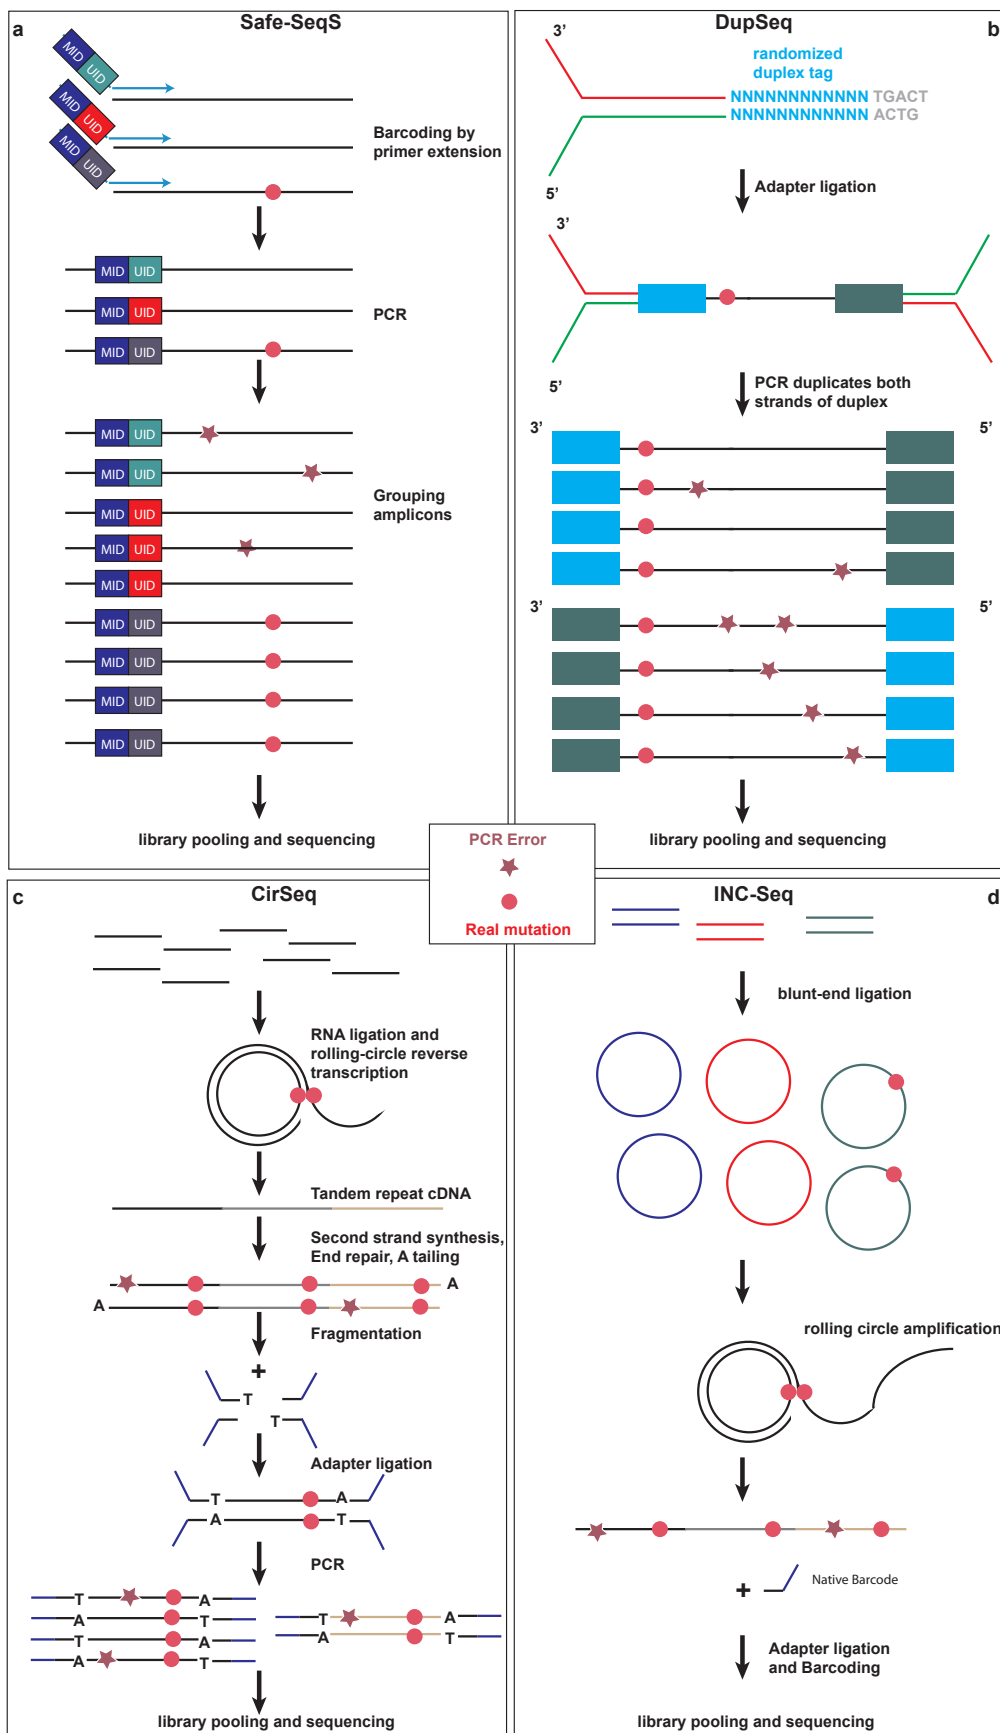 a
Safe-SeqS
MID
UID
MID
UID
MID
UID
Barcoding by
primer extension
MID UID
MID UID
MID UID
PCR
MID UID
MID UID
MID UID
MID UID
MID UID
MID UID
MID UID
MID UID
MID UID
Grouping
amplicons
library pooling and sequencing
DupSeq
b
3’
randomized
duplex tag
NNNNNNNNNNNN TGACT
NNNNNNNNNNNN ACTG
5’
Adapter ligation
3’
5’
PCR duplicates both
strands of duplex
3’
5’
3’
5’
library pooling and sequencing
PCR Error
Real mutation
c
CirSeq
RNA ligation and
rolling-circle reverse
transcription
Tandem repeat cDNA
Second strand synthesis,
End repair, A tailing
A
A
Fragmentation
+
T
T
Adapter ligation
T A
A T
PCR
T A
A T
T A
A T
T A
A T
library pooling and sequencing
INC-Seq
d
blunt-end ligation
rolling circle amplification
+
Native Barcode
Adapter ligation
and Barcoding
library pooling and sequencing